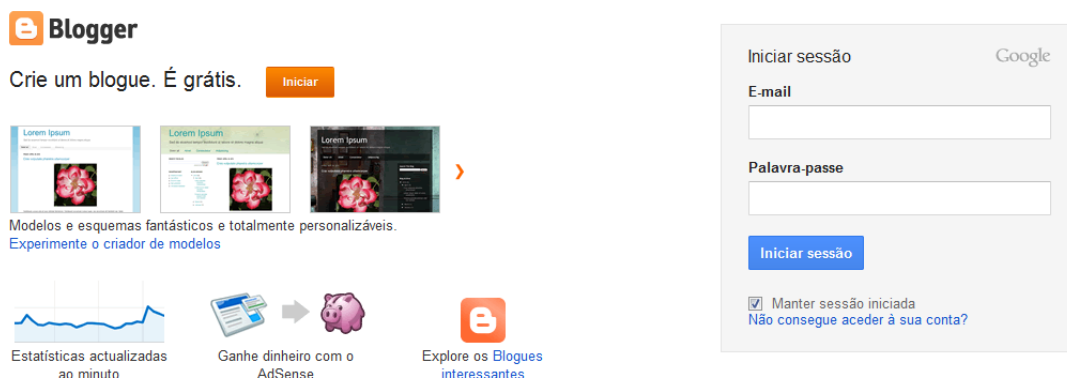 Blogger
Crie um blogue. É grátis.
Iniciar
Lorem Ipsum
Lorem Ipsum
Lorem Ipsum
Modelos e esquemas fantásticos e totalmente personalizáveis.
Experimente o criador de modelos
Estatísticas actualizadas
ao minuto
Ganhe dinheiro com o
AdSense
Explore os Blogues
interessantes
Iniciar sessão
Google
E-mail
Palavra-passe
Iniciar sessão
Manter sessão iniciada
Não consegue aceder à sua conta?